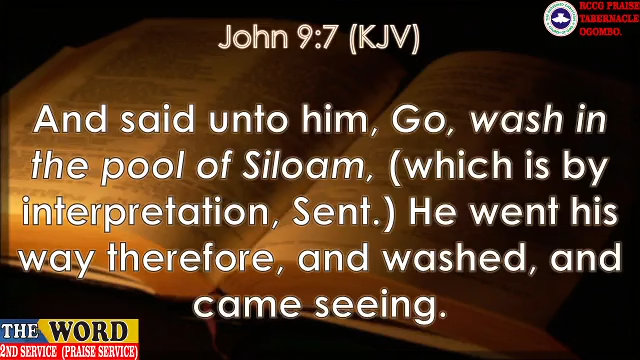 John 9:7 (KJV)
RCCG PRAISE
TABERNACLE
OGOMBO.
And said unto him, Go, wash in
the pool of Siloam, (which is by
interpretation, Sent.) He went his
way therefore, and washed, and
came seeing.
THE WORD
2ND SERVICE (PRAISE SERVICE)